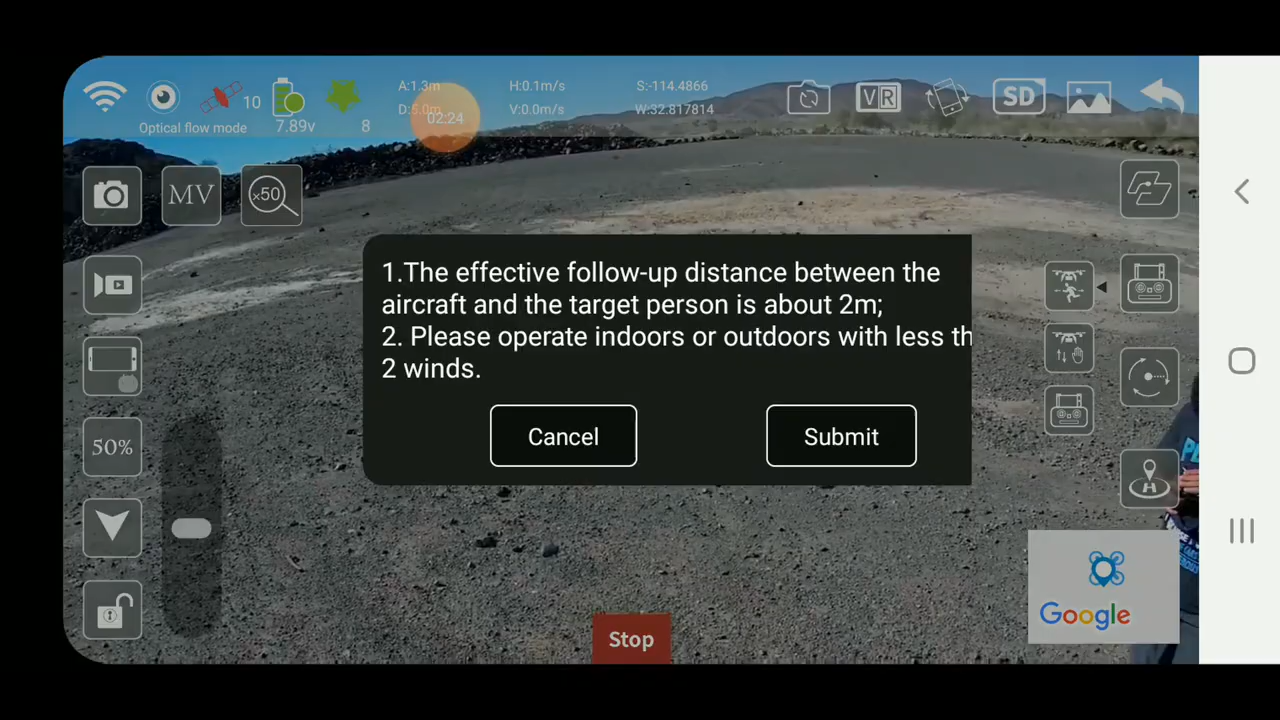 A:1.3m
H:0.1m/s
S:-114.4866
D:5.0m
V:0.0m/s
W:32.817814
02:24
10
Optical flow mode
7.89v
8
VR
SD
MV
x50
50%
1.The effective follow-up distance between the
aircraft and the target person is about 2m;
2. Please operate indoors or outdoors with less th
2 winds.
Cancel
Submit
Stop
Google